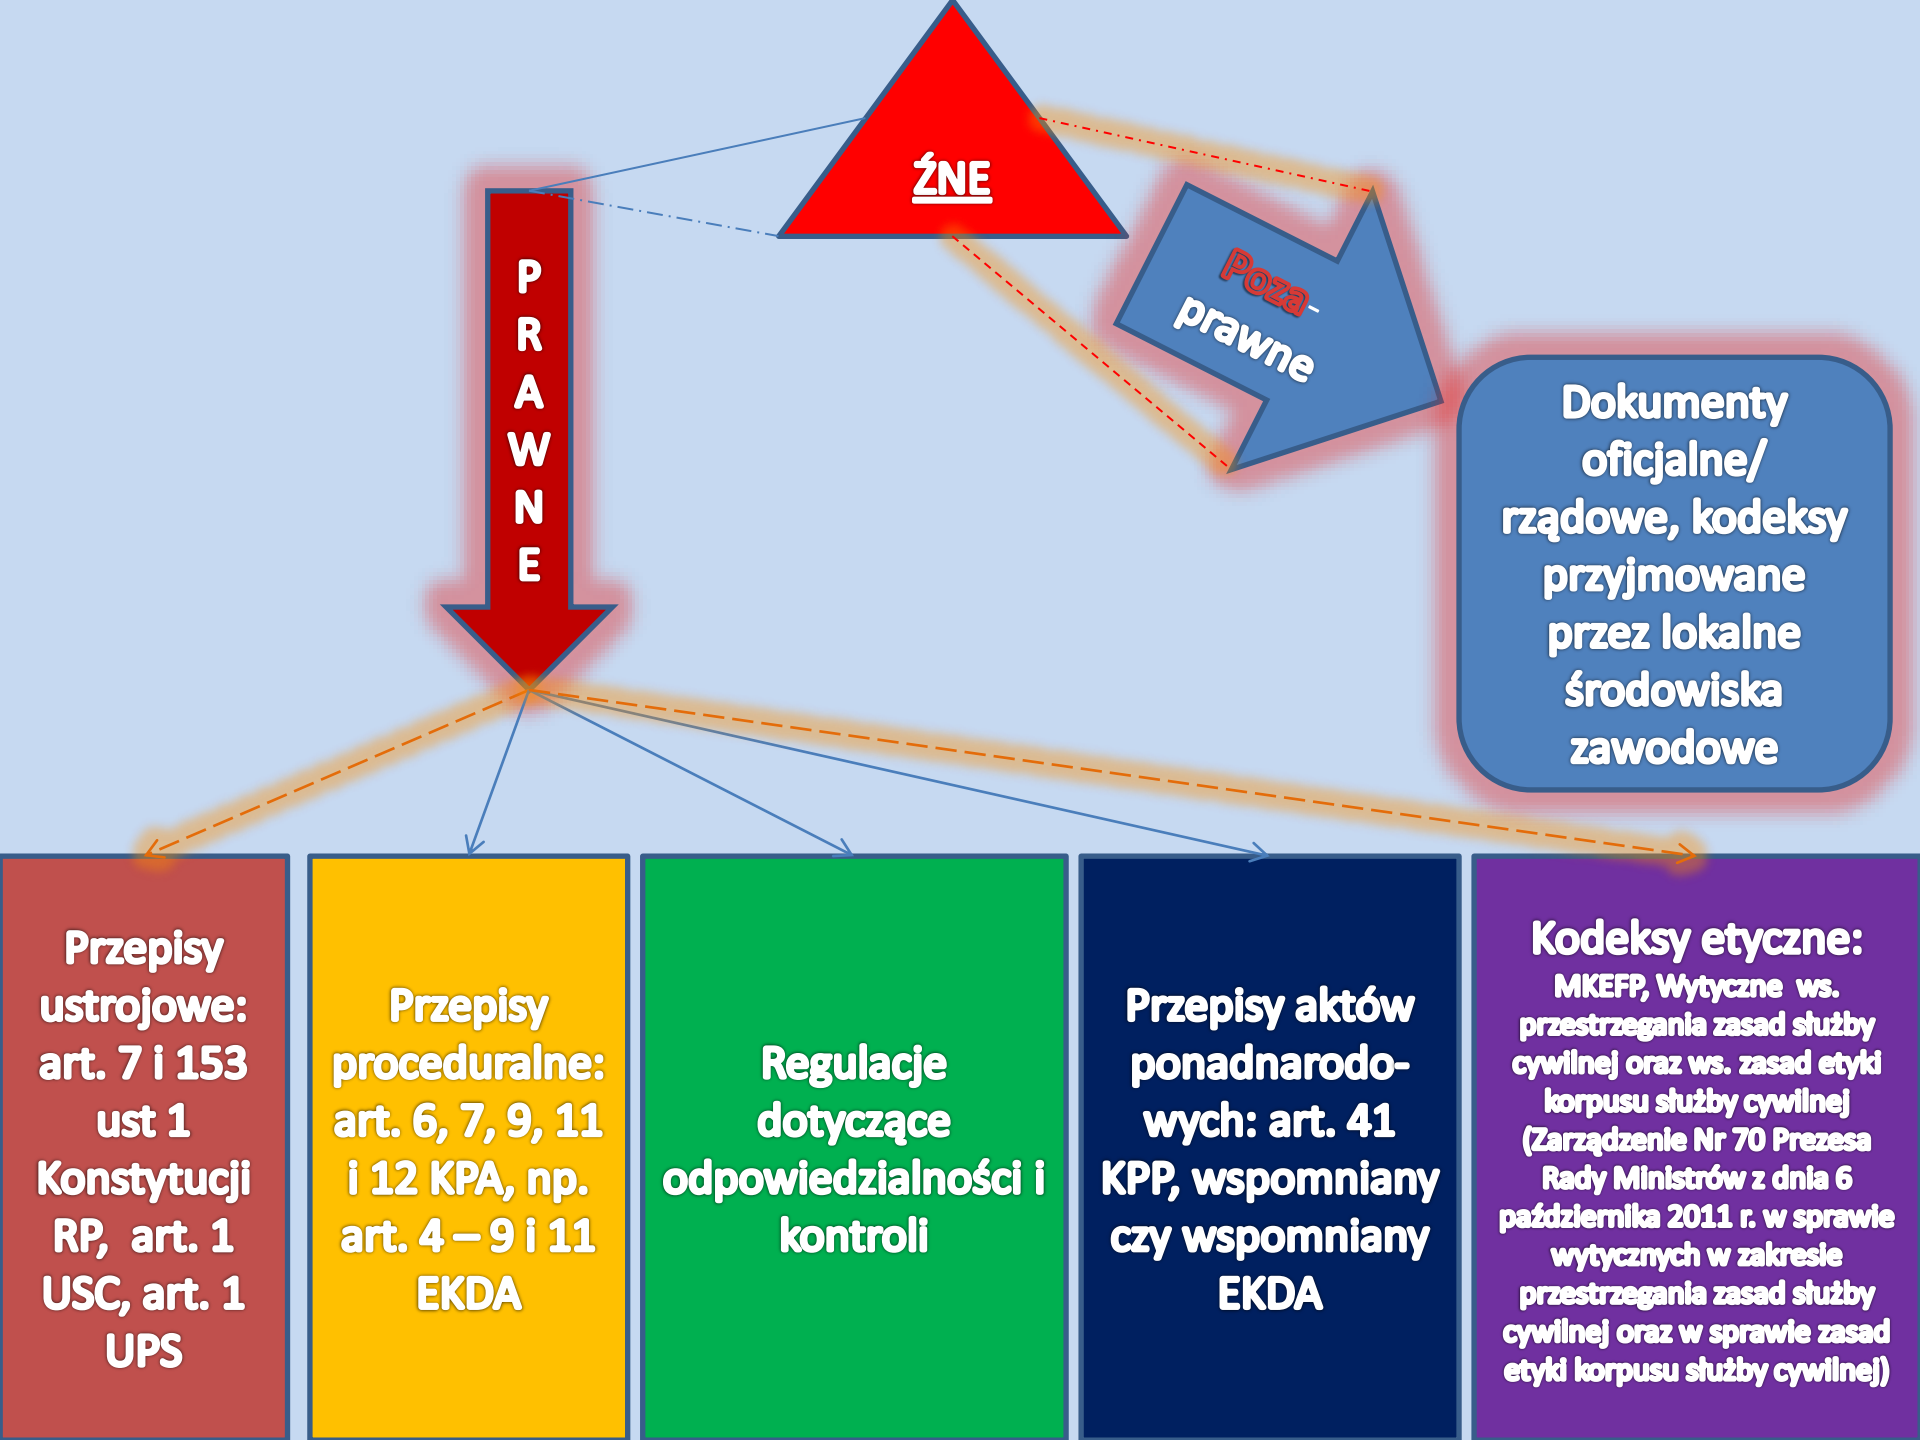 ŹNE
P
R
A
W
N
E
Poza-
prawne
Dokumenty
oficjalne/
rządowe, kodeksy
przyjmowane
przez lokalne
środowiska
zawodowe
Przepisy
ustrojowe:
art. 7 i 153
ust 1
Konstytucji
RP,  art. 1
USC, art. 1
UPS
Przepisy
proceduralne:
art. 6, 7, 9, 11
i 12 KPA, np.
art. 4 – 9 i 11
EKDA
Regulacje
dotyczące
odpowiedzialności i
kontroli
Przepisy aktów
ponadnarodo-
wych: art. 41
KPP, wspomniany
czy wspomniany
EKDA
Kodeksy etyczne:
MKEFP, Wytyczne  ws.
przestrzegania zasad służby
cywilnej oraz ws. zasad etyki
korpusu służby cywilnej
(Zarządzenie Nr 70 Prezesa
Rady Ministrów z dnia 6
października 2011 r. w sprawie
wytycznych w zakresie
przestrzegania zasad służby
cywilnej oraz w sprawie zasad
etyki korpusu służby cywilnej)